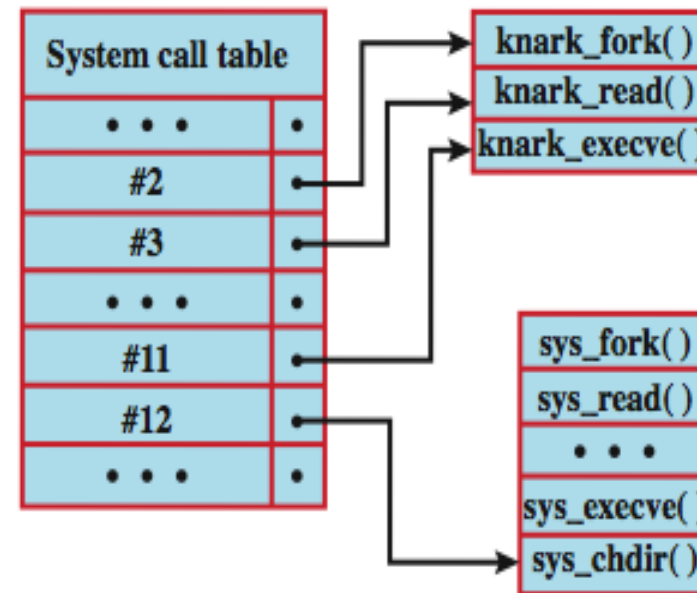 System call table
• • • •
#2
#3
• • • •
#11
#12
• • • •
knark_fork( )
knark_read( )
knark_execve( )
sys_fork( )
sys_read( )
• • •
sys_execve( )
sys_chdir( )